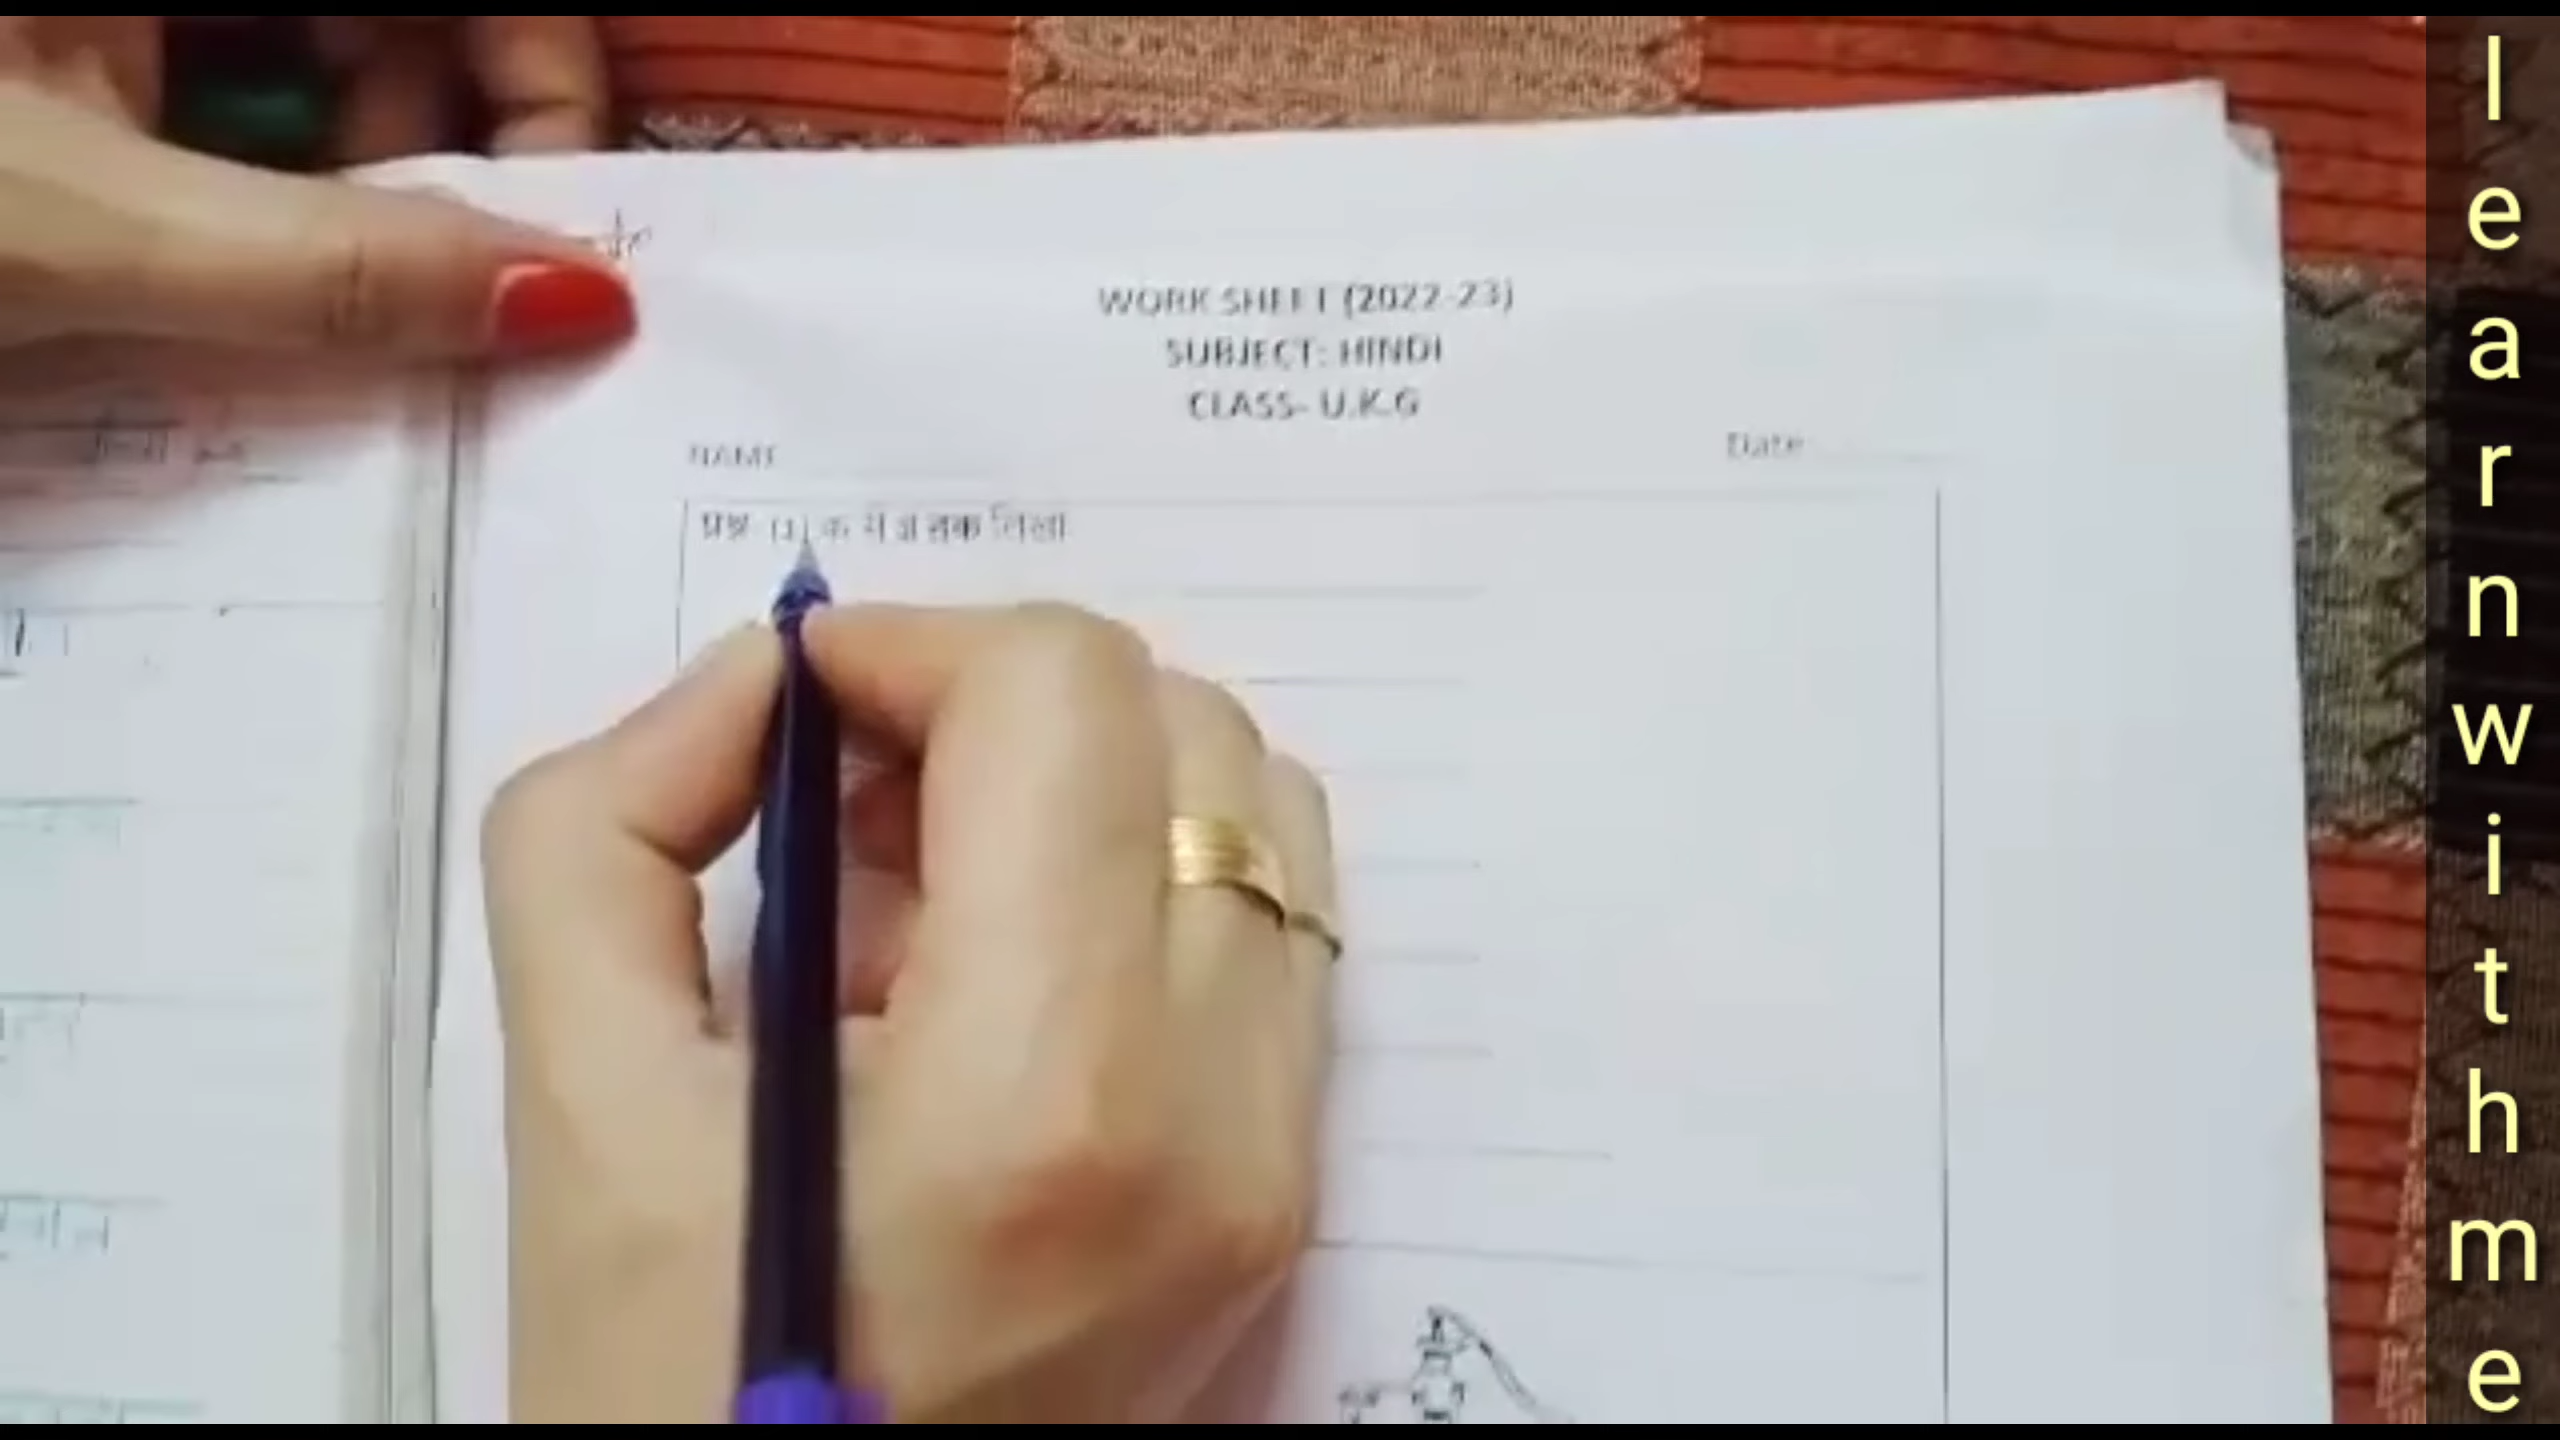 WORK SHEET (2022-23)
SUBJECT: HINDI
CLASS- U.K.G
NAME
Date
प्रश्न (1) क से ज्ञ तक लिखो
learn with me